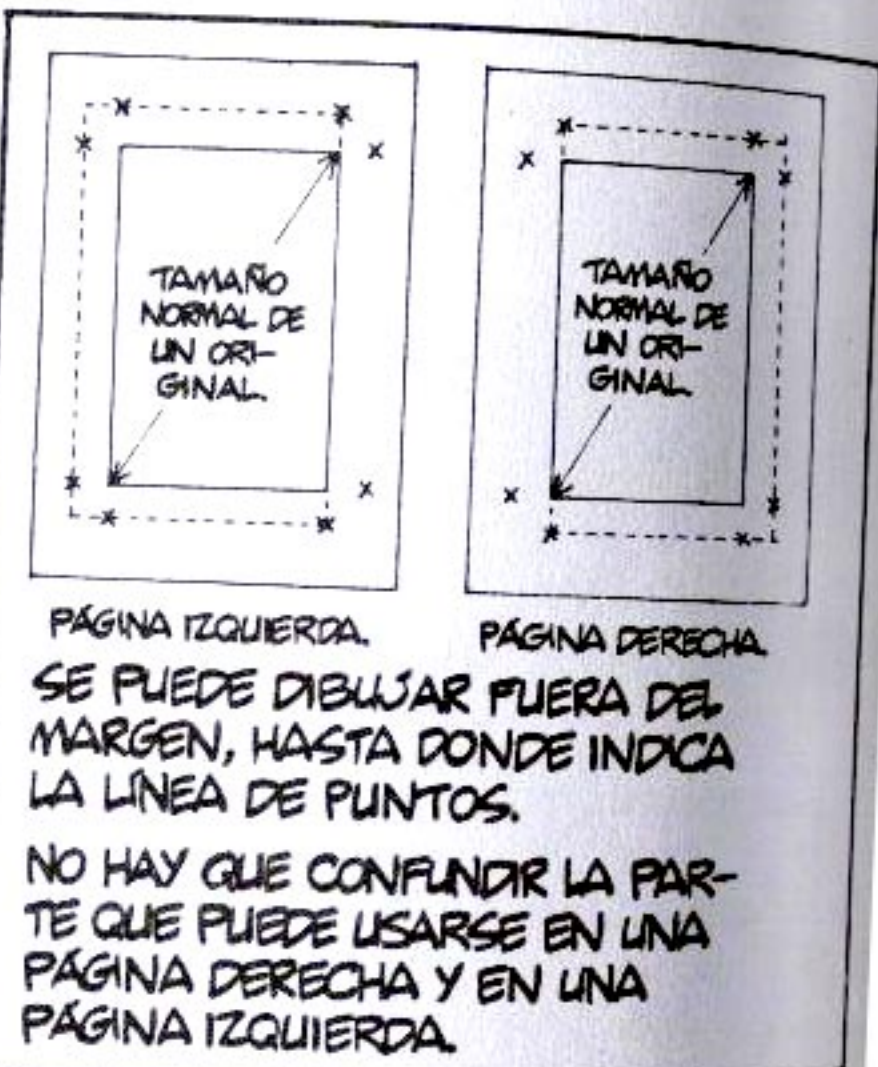 TAMAÑO
NORMAL DE
UN ORI-
GINAL.
TAMAÑO
NORMAL DE
UN ORI-
GINAL.
PÁGINA IZQUIERDA.
PÁGINA DERECHA.
SE PUEDE DIBUJAR FUERA DEL
MARGEN, HASTA DONDE INDICA
LA LÍNEA DE PUNTOS.
NO HAY QUE CONFUNDIR LA PAR-
TE QUE PUEDE USARSE EN UNA
PÁGINA DERECHA Y EN UNA
PÁGINA IZQUIERDA.